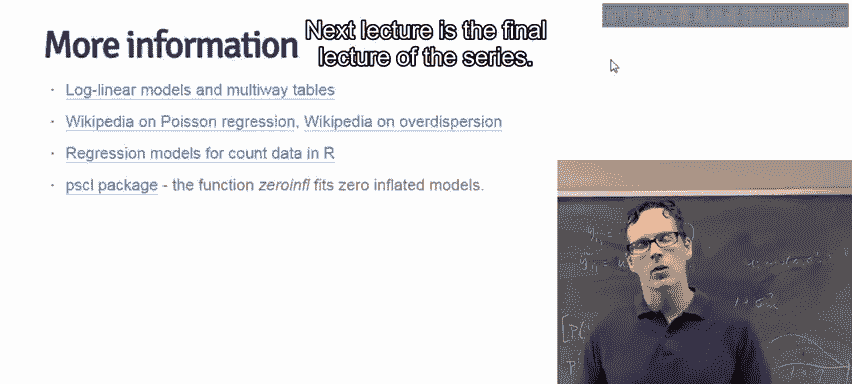 More information
Next lecture is the final
lecture of the series.
· Log-linear models and multiway tables
· Wikipedia on Poisson regression, Wikipedia on overdispersion
· Regression models for count data in R
· pscl package - the function zeroinfl fits zero inflated models.